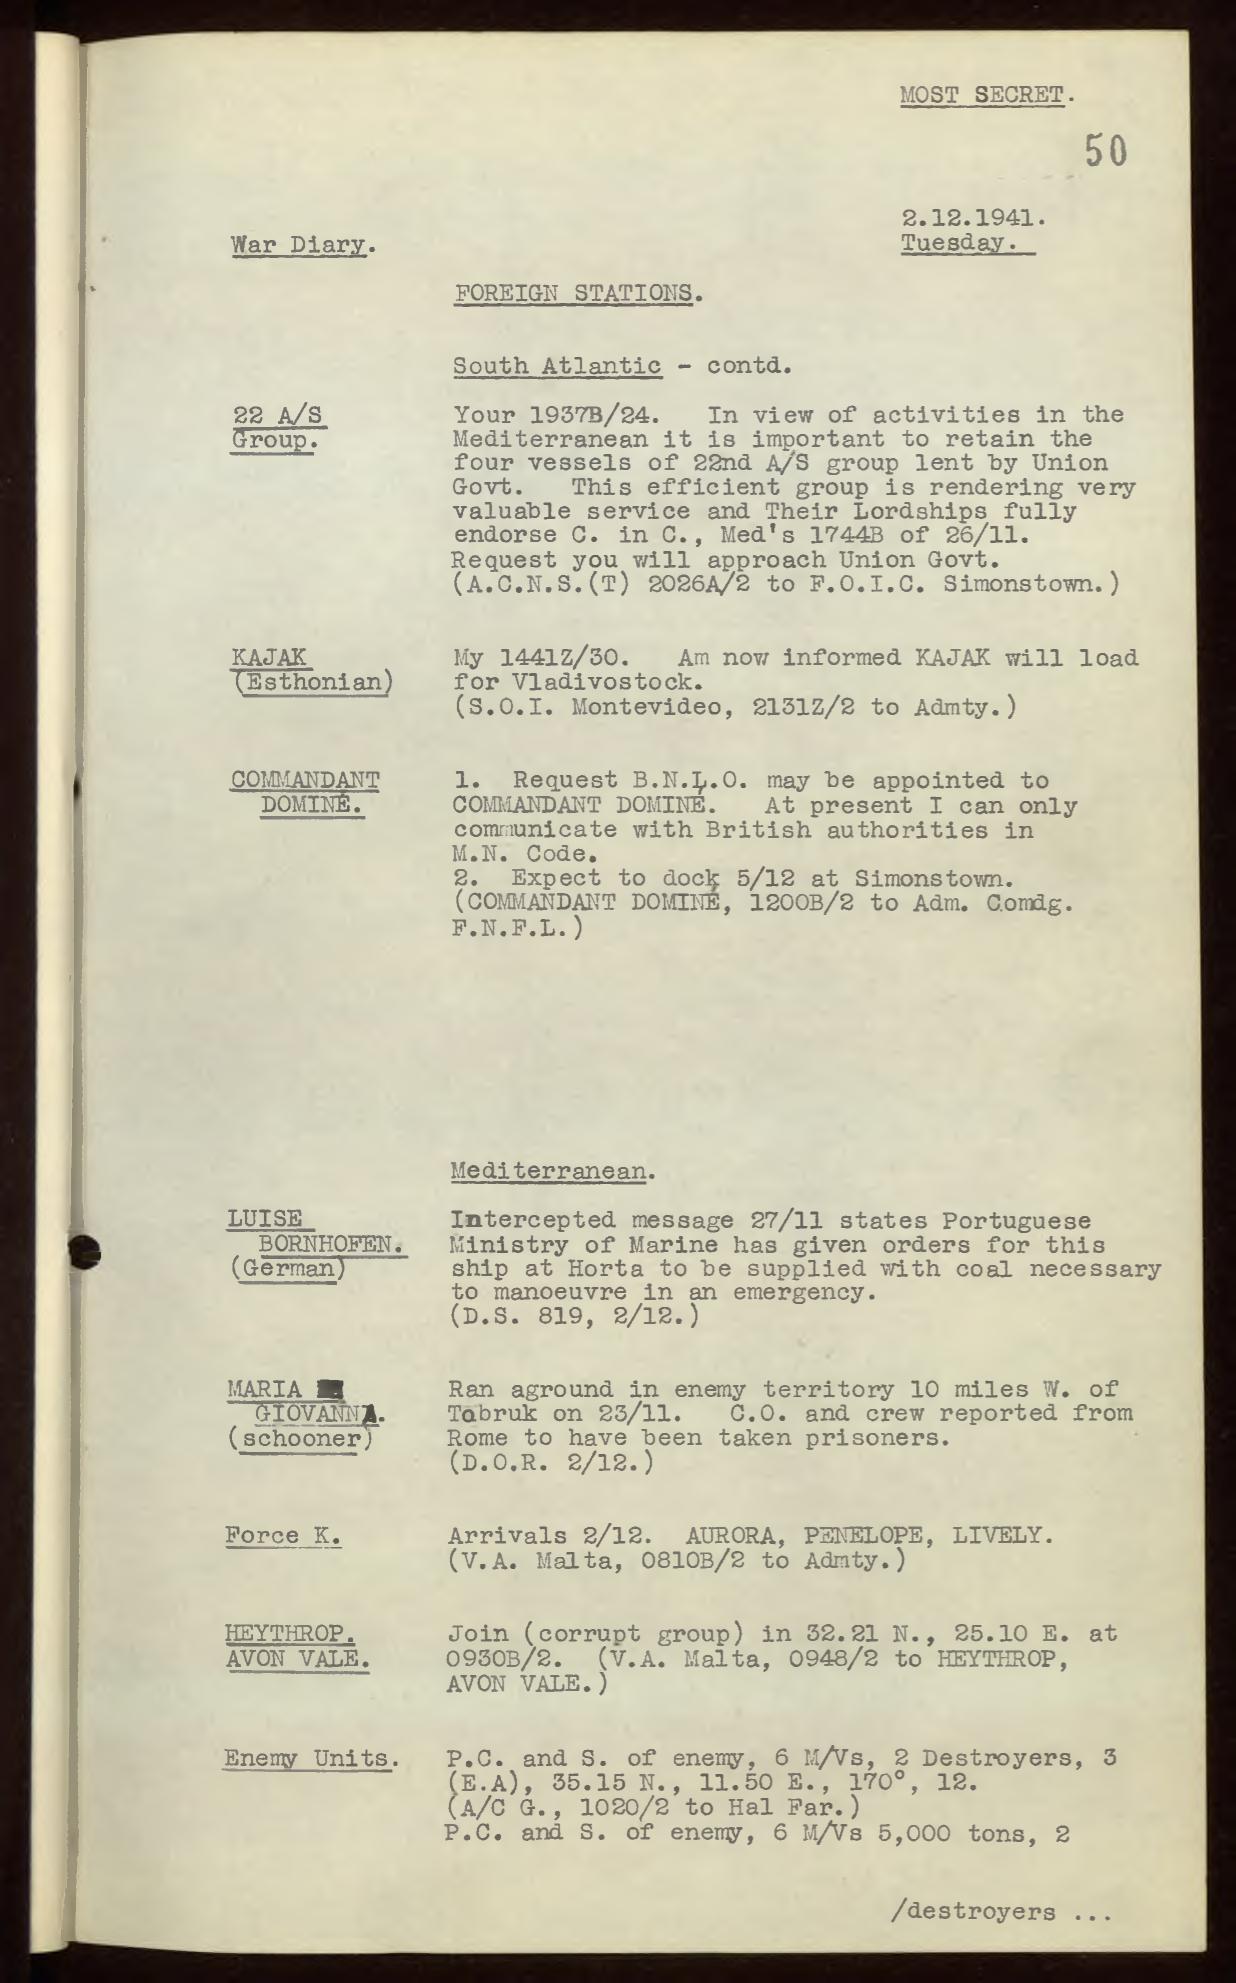 MOST SECRET.
50
2.12.1941.
Tuesday.
War Diary.
FOREIGN STATIONS.
South Atlantic - contd.
22 A/S
Group.
Your 1937B/24. In view of activities in the
Mediterranean it is important to retain the
four vessels of 22nd A/S group lent by Union
Govt. This efficient group is rendering very
valuable service and Their Lordships fully
endorse C. in C., Med's 1744B of 26/11.
Request you will approach Union Govt.
(A.C.N.S.(T) 2026A/2 to F.O.I.C. Simonstown.)
KAJAK
(Esthonian)
My 1441Z/30. Am now informed KAJAK will load
for Vladivostock.
(S.O.I. Montevideo, 2131Z/2 to Admty.)
COMMANDANT
DOMINÉ.
1. Request B.N.L.O. may be appointed to
COMMANDANT DOMINÉ. At present I can only
communicate with British authorities in
M.N. Code.
2. Expect to dock 5/12 at Simonstown.
(COMMANDANT DOMINÉ, 1200B/2 to Adm. Comdg.
F.N.F.L.)
Mediterranean.
LUISE
BORNHOFEN.
(German)
Intercepted message 27/11 states Portuguese
Ministry of Marine has given orders for this
ship at Horta to be supplied with coal necessary
to manoeuvre in an emergency.
(D.S. 819, 2/12.)
MARIA
GIOVANNA.
(schooner)
Ran aground in enemy territory 10 miles W. of
Tobruk on 23/11. C.O. and crew reported from
Rome to have been taken prisoners.
(D.O.R. 2/12.)
Force K.
Arrivals 2/12. AURORA, PENELOPE, LIVELY.
(V.A. Malta, 0810B/2 to Admty.)
HEYTHROP.
AVON VALE.
Join (corrupt group) in 32.21 N., 25.10 E. at
0930B/2. (V.A. Malta, 0948/2 to HEYTHROP,
AVON VALE.)
Enemy Units.
P.C. and S. of enemy, 6 M/Vs, 2 Destroyers, 3
(E.A), 35.15 N., 11.50 E., 170°, 12.
(A/C G., 1020/2 to Hal Far.)
P.C. and S. of enemy, 6 M/Vs 5,000 tons, 2
/destroyers ...